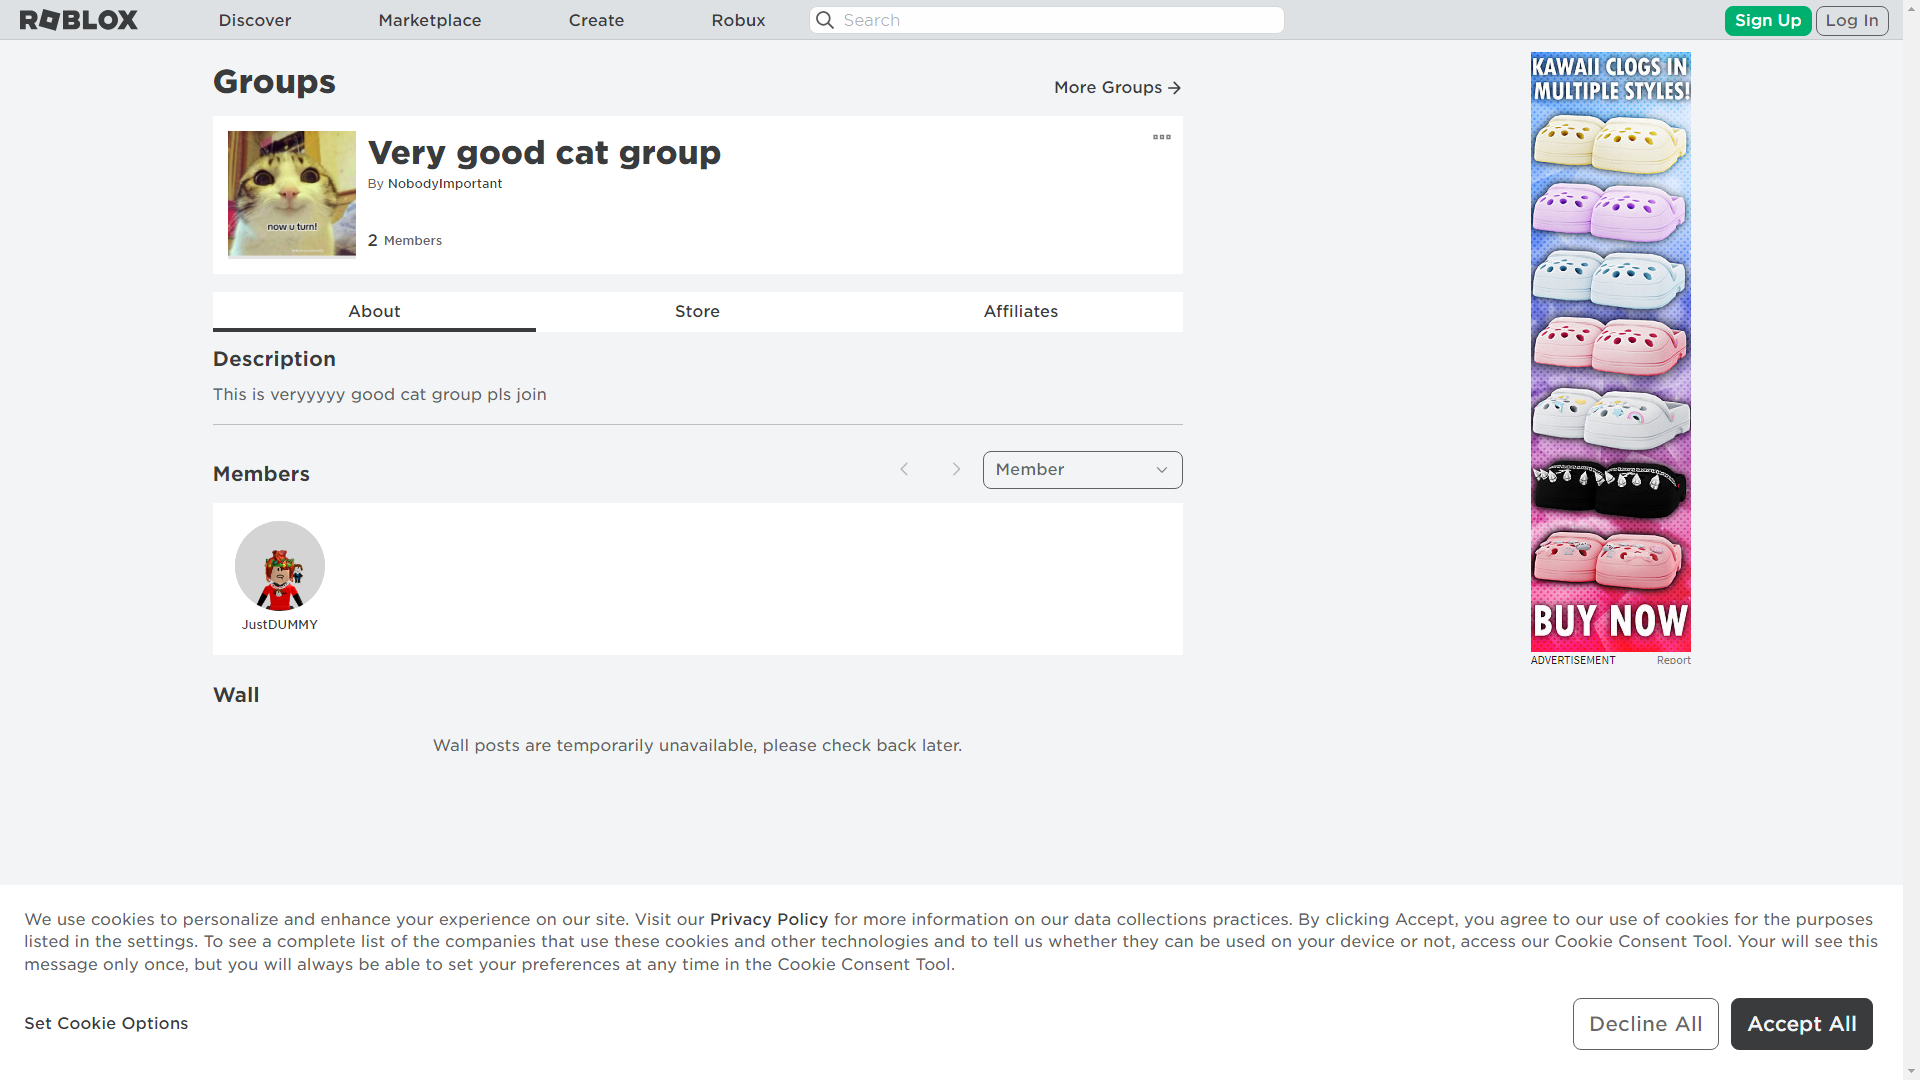 ROBLOX
Discover
Marketplace
Create
Robux
Search
Sign Up
Log In
Groups
More Groups
Very good cat group
By NobodyImportant
now u turn!
2 Members
About
Store
Affiliates
Description
This is veryyyyy good cat group pls join
Members
Member
JustDUMMY
Wall
Wall posts are temporarily unavailable, please check back later.
KAWAII CLOGS IN
MULTIPLE STYLES!
BUY NOW
ADVERTISEMENT
Report
We use cookies to personalize and enhance your experience on our site. Visit our Privacy Policy for more information on our data collections practices. By clicking Accept, you agree to our use of cookies for the purposes
listed in the settings. To see a complete list of the companies that use these cookies and other technologies and to tell us whether they can be used on your device or not, access our Cookie Consent Tool. Your will see this
message only once, but you will always be able to set your preferences at any time in the Cookie Consent Tool.
Set Cookie Options
Decline All
Accept All